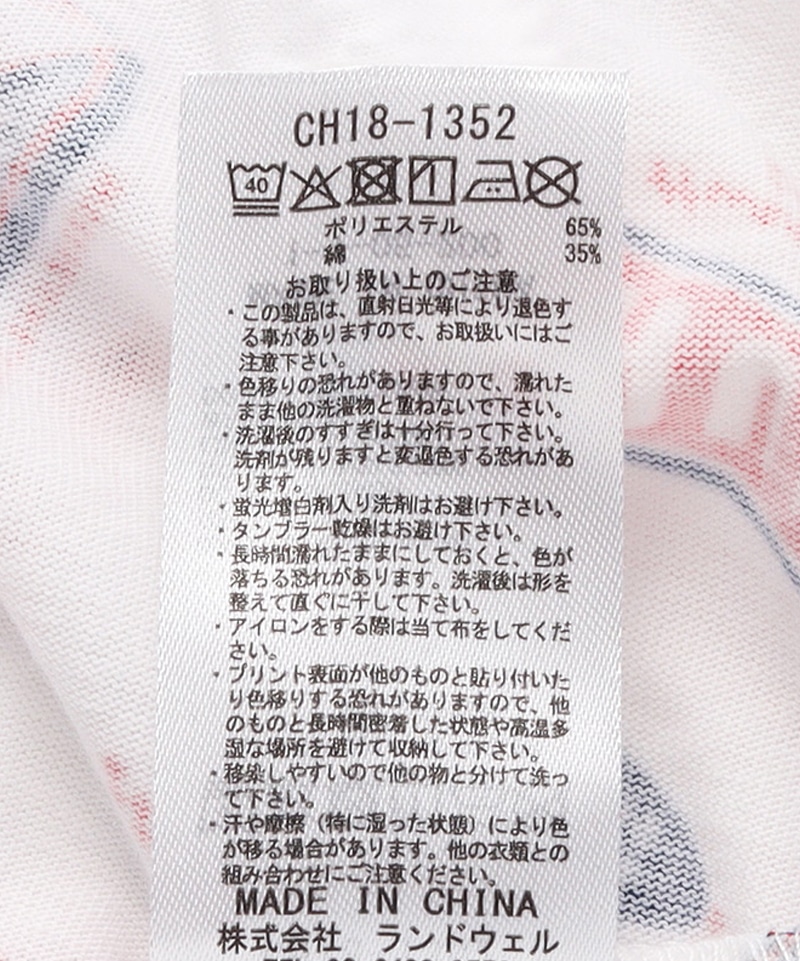 CH18-1352
40
ポリエステル 65%
綿 35%
お取り扱い上のご注意
・この製品は、直射日光等により退色す
る事がありますので、お取扱いにはご
注意下さい。
・色移りの恐れがありますので、濡れた
まま他の洗濯物と重ねないで下さい。
・洗濯後のすすぎは十分行って下さい。
洗剤が残りますと変退色する恐れがあ
ります。
・蛍光増白剤入り洗剤はお避け下さい。
・タンブラー乾燥はお避け下さい。
・長時間濡れたままにしておくと、色が
落ちる恐れがあります。洗濯後は形を
整えて直ぐに干して下さい。
・アイロンをする際は当て布をしてくだ
さい。
・プリント表面が他のものと貼り付いた
り色移りする恐れがありますので、他
のものと長時間密着した状態や高温多
湿な場所を避けて収納して下さい。
・移染しやすいので他の物と分けて洗っ
て下さい。
・汗や摩擦（特に湿った状態）により色
が移る場合があります。他の衣類との
組み合わせにご注意ください。
MADE IN CHINA
株式会社 ランドウェル